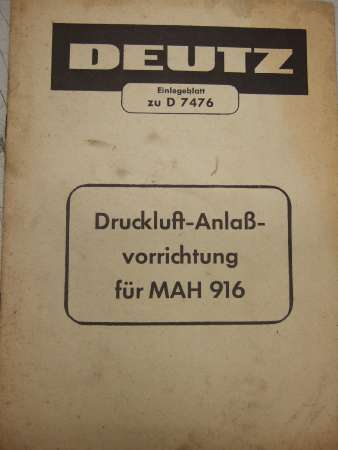 DEUTZ
Einlegeblatt
zu D 7476
Druckluft-Anlaß-
vorrichtung
für MAH 916